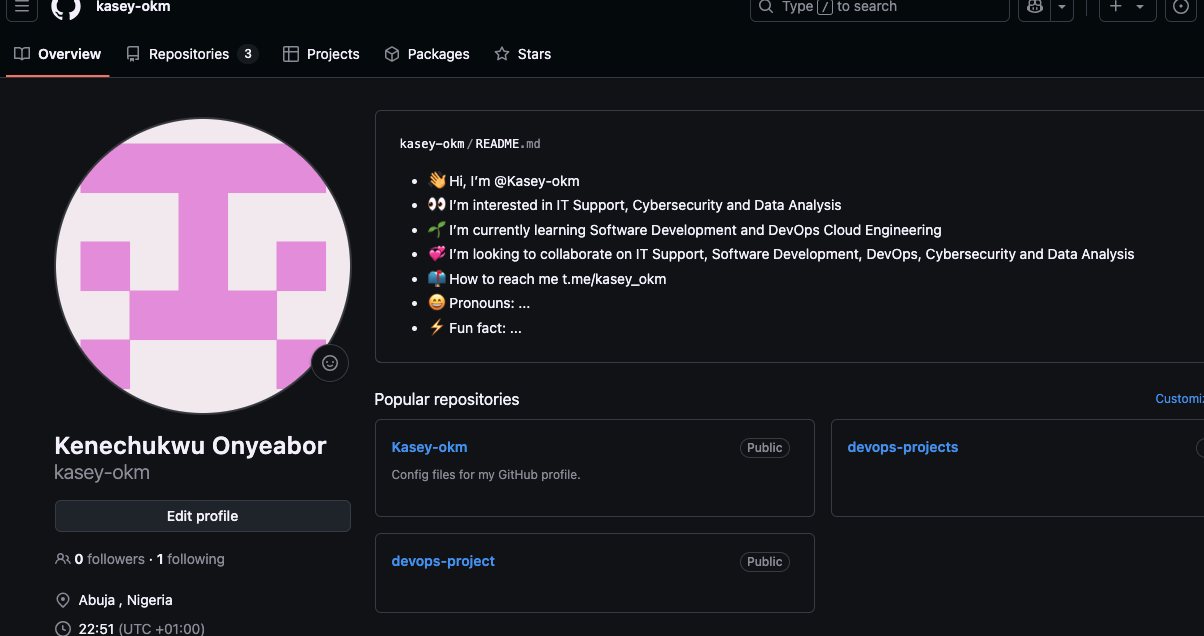 kasey-okm
Type / to search
Overview
Repositories 3
Projects
Packages
Stars
kasey-okm/README.md
👋 Hi, I’m @Kasey-okm
👀 I’m interested in IT Support, Cybersecurity and Data Analysis
🌱 I’m currently learning Software Development and DevOps Cloud Engineering
💞️ I’m looking to collaborate on IT Support, Software Development, DevOps, Cybersecurity and Data Analysis
📫 How to reach me t.me/kasey_okm
😄 Pronouns: ...
⚡ Fun fact: ...
Kenechukwu Onyeabor
kasey-okm
Edit profile
0 followers · 1 following
Abuja , Nigeria
22:51 (UTC +01:00)
Popular repositories
Kasey-okm
Public
Config files for my GitHub profile.
devops-projects
devops-project
Public